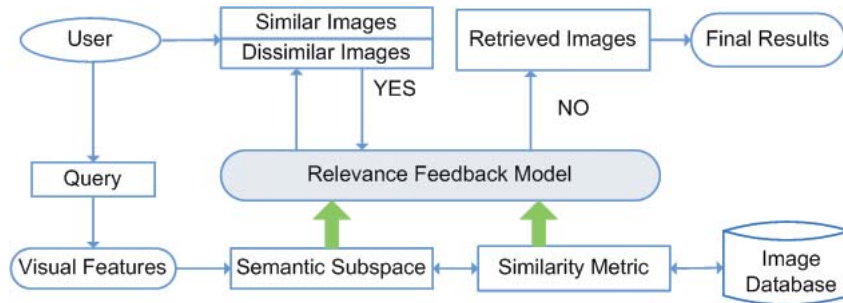 User
Similar Images
Dissimilar Images
Retrieved Images
Final Results
YES
NO
Query
Relevance Feedback Model
Visual Features
Semantic Subspace
Similarity Metric
Image
Database